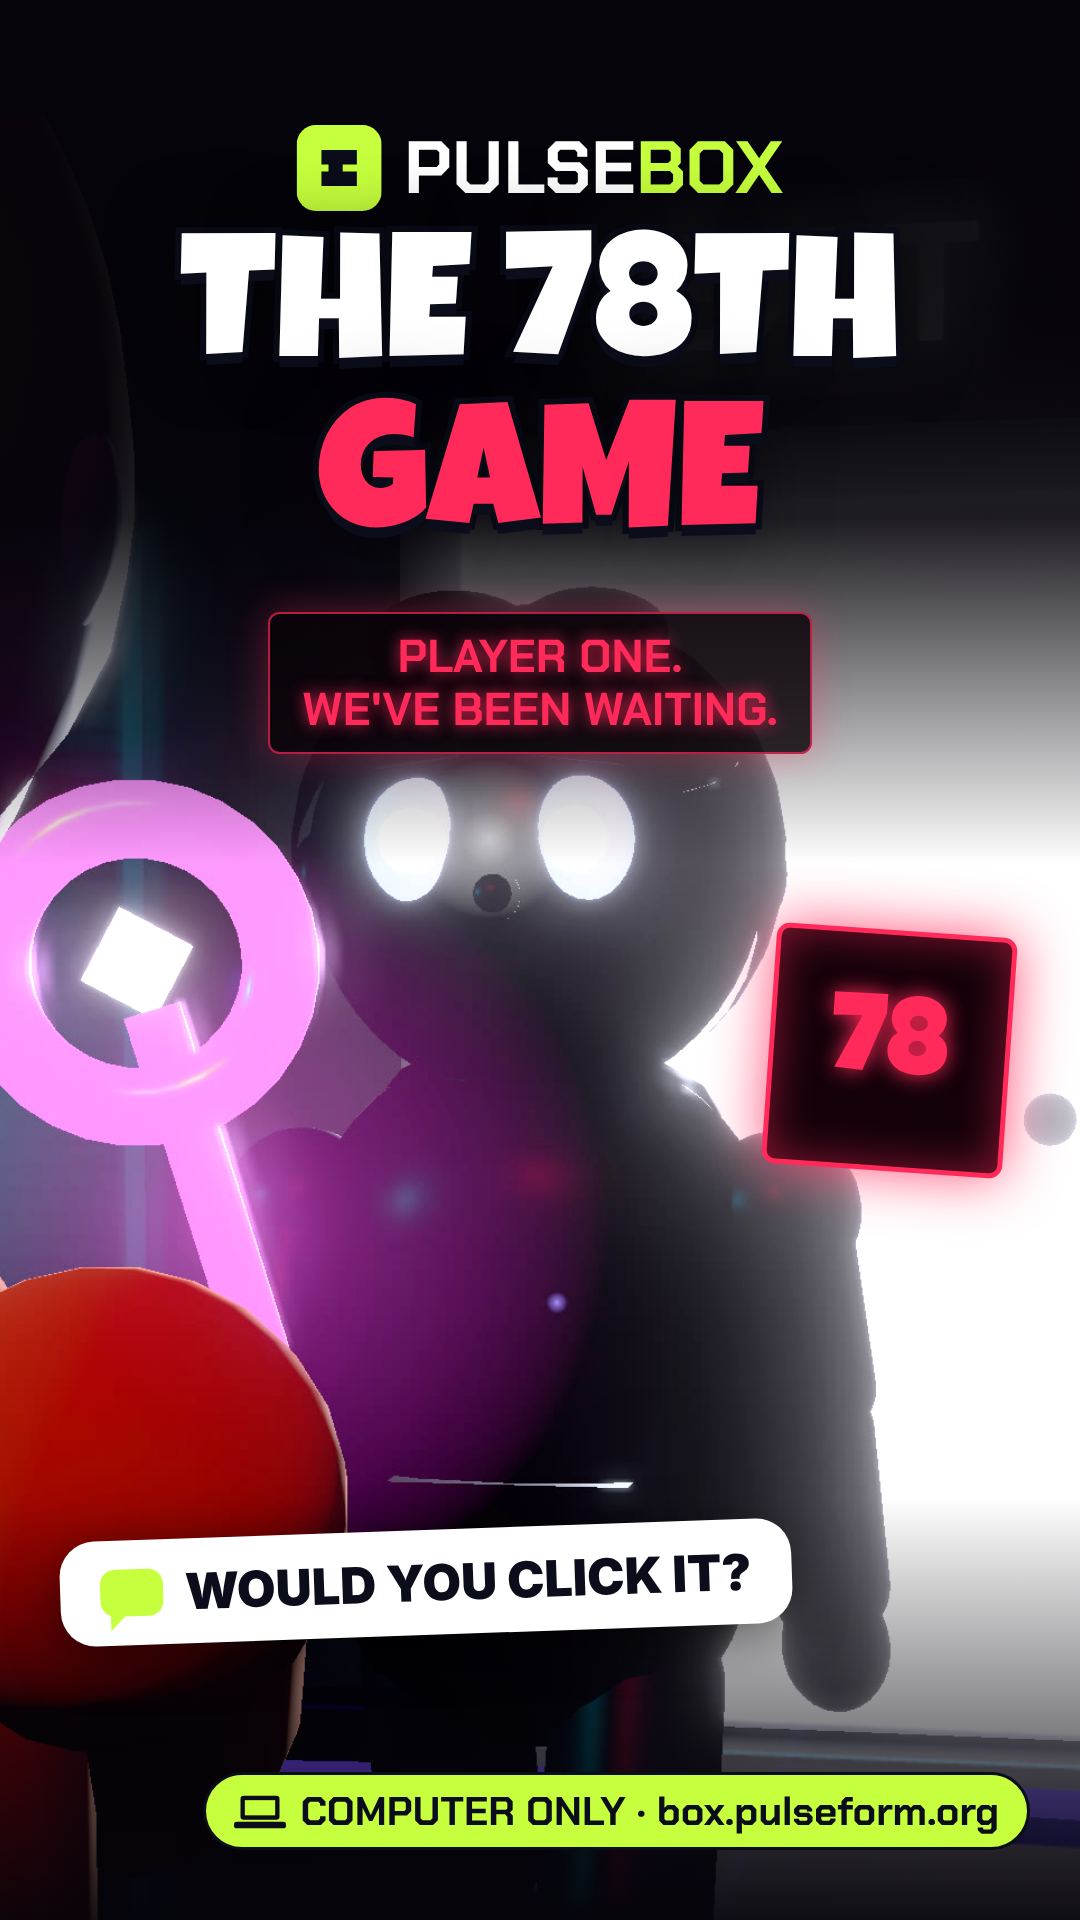 PULSEBOX
THE 78TH
GAME
PLAYER ONE.
WE'VE BEEN WAITING.
78
WOULD YOU CLICK IT?
COMPUTER ONLY · box.pulseform.org